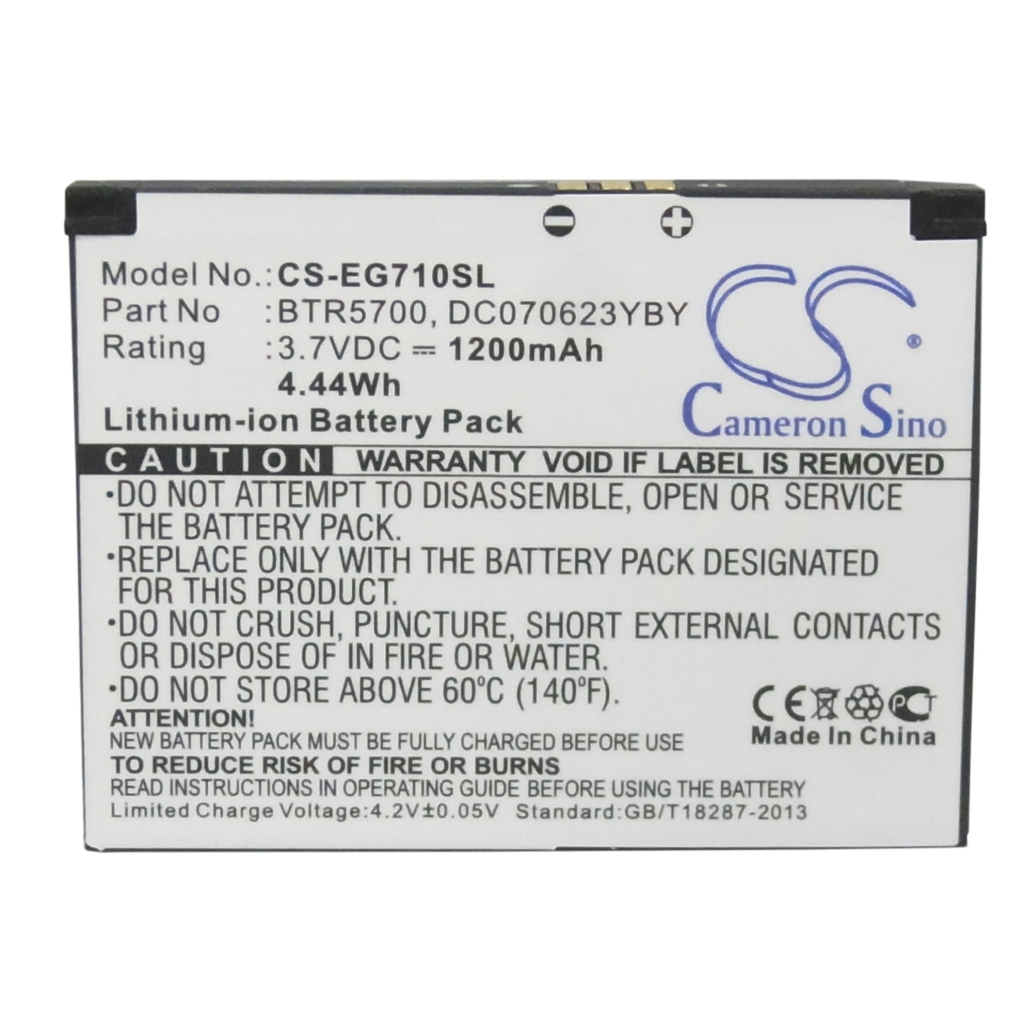 Model No.: CS-EG710SL
Part No : BTR5700, DC070623YBY
Rating : 3.7VDC ⎓ 1200mAh
4.44Wh
Lithium-ion Battery Pack
CS
®
Cameron Sino
CAUTION WARRANTY VOID IF LABEL IS REMOVED
•DO NOT ATTEMPT TO DISASSEMBLE, OPEN OR SERVICE
THE BATTERY PACK.
•REPLACE ONLY WITH THE BATTERY PACK DESIGNATED
FOR THIS PRODUCT.
•DO NOT CRUSH, PUNCTURE, SHORT EXTERNAL CONTACTS
OR DISPOSE OF IN FIRE OR WATER.
•DO NOT STORE ABOVE 60°C (140°F).
ATTENTION!
NEW BATTERY PACK MUST BE FULLY CHARGED BEFORE USE
TO REDUCE RISK OF FIRE OR BURNS
READ INSTRUCTIONS IN OPERATING GUIDE BEFORE USING THE BATTERY
Limited Charge Voltage:4.2V±0.05V Standard:GB/T18287-2013
CE PCT
Made In China